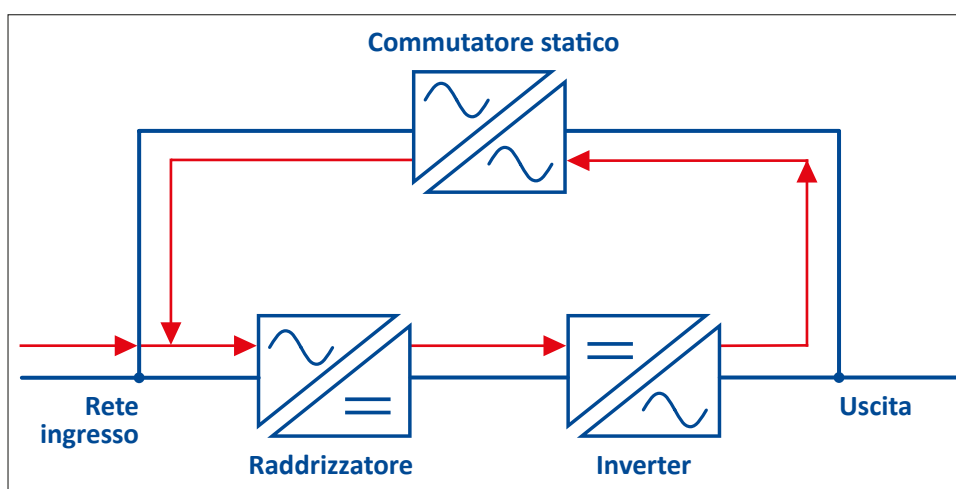 Commutatore statico
Rete
ingresso
Uscita
Raddrizzatore
Inverter